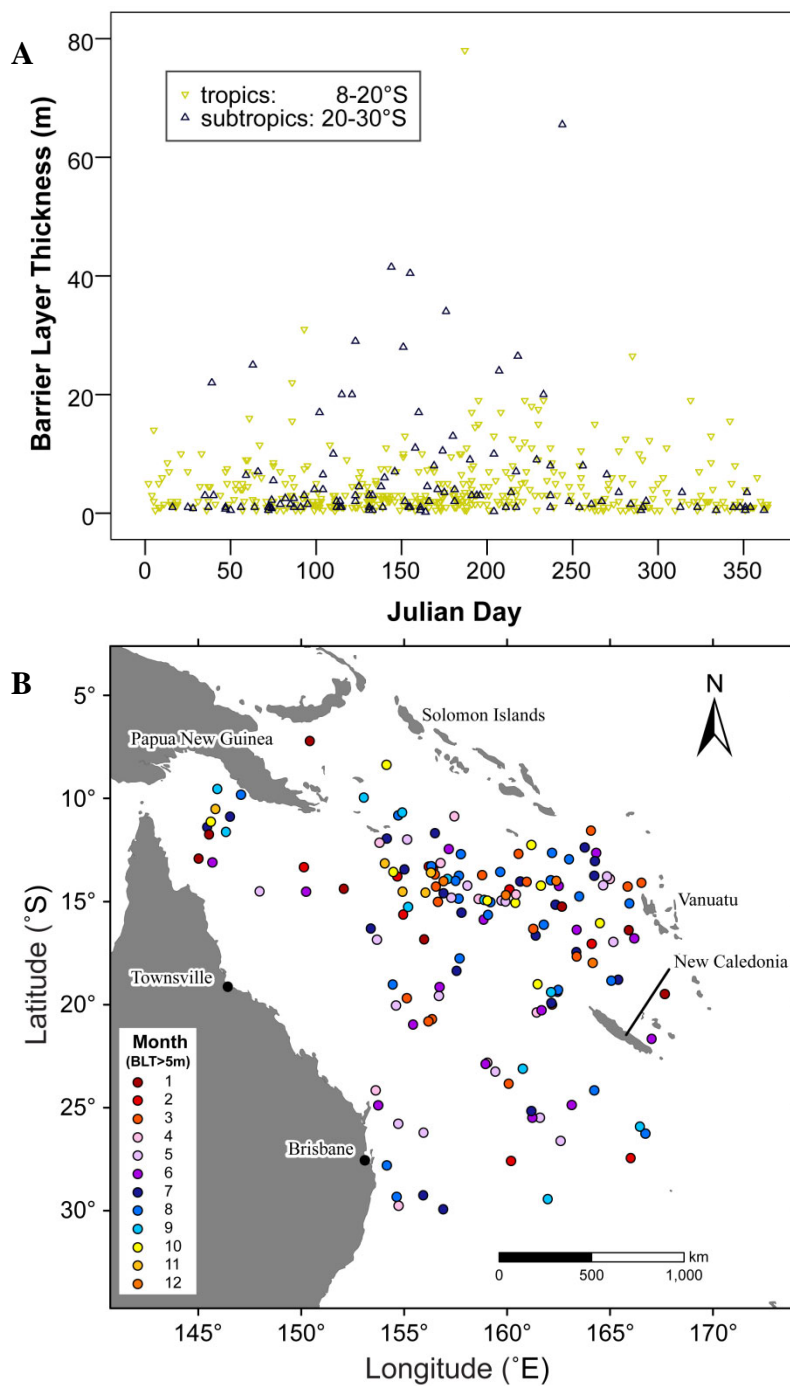 A
80
60
40
20
0
Barrier Layer Thickness (m)
tropics: 8-20°S
subtropics: 20-30°S
0 50 100 150 200 250 300 350
Julian Day
B
N
5°
10°
15°
20°
25°
30°
Latitude (°S)
Solomon Islands
Papua New Guinea
Vanuatu
New Caledonia
Townsville
Brisbane
Month
(BLT>5m)
1
2
3
4
5
6
7
8
9
10
11
12
km
0 500 1,000
145° 150° 155° 160° 165° 170°
Longitude (°E)